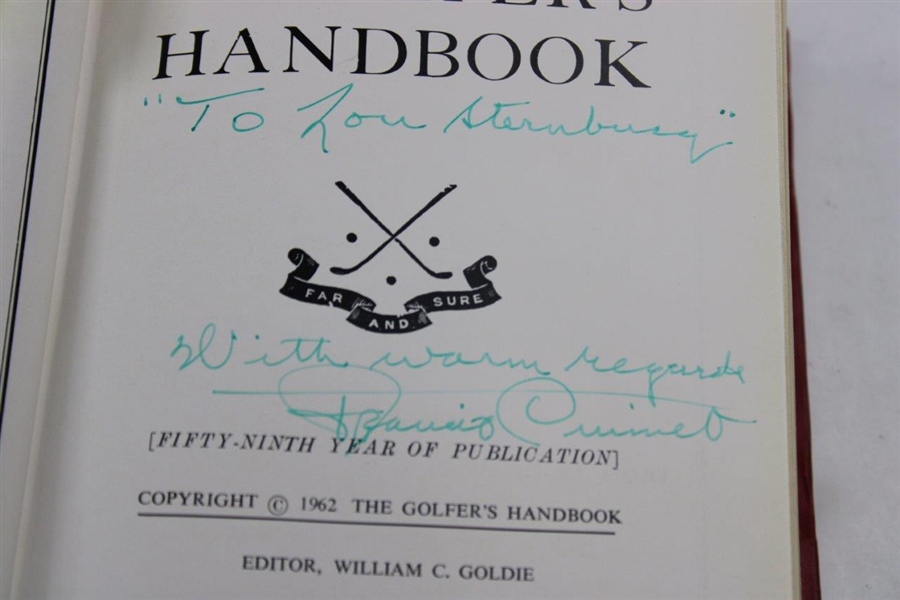 HANDBOOK
"To Lou Sternburg"
FAR AND SURE
With warm regards
Francis Ouimet
[FIFTY-NINTH YEAR OF PUBLICATION]
COPYRIGHT © 1962 THE GOLFER'S HANDBOOK
EDITOR, WILLIAM C. GOLDIE